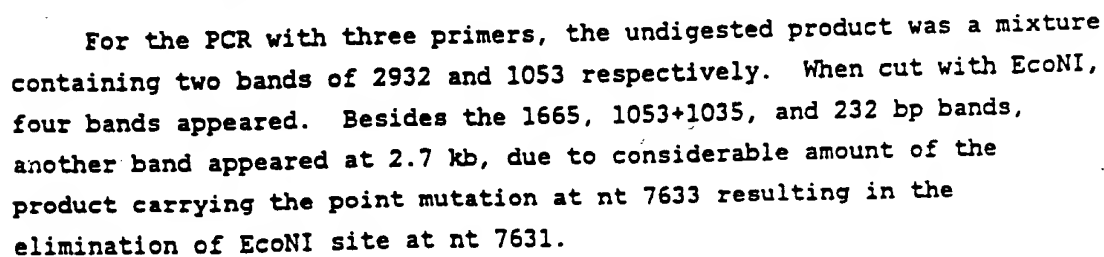 For the PCR with three primers, the undigested product was a mixture
containing two bands of 2932 and 1053 respectively. When cut with EcoNI,
four bands appeared. Besides the 1665, 1053+1035, and 232 bp bands,
another band appeared at 2.7 kb, due to considerable amount of the
product carrying the point mutation at nt 7633 resulting in the
elimination of EcoNI site at nt 7631.